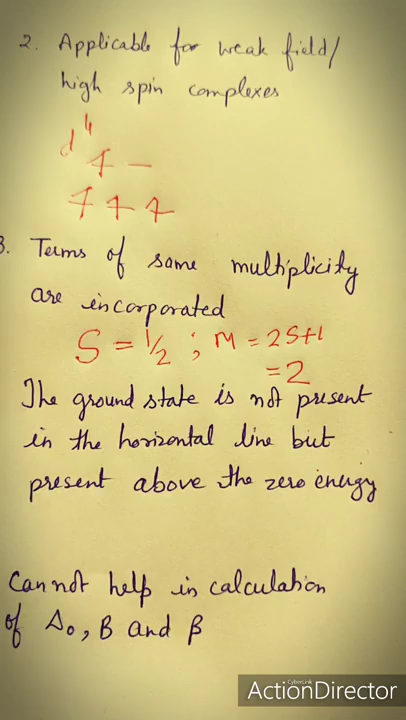 2. Applicable for weak field/
high spin complexes
d4
3. Terms of same multiplicity
are incorporated
S = 1/2 ; M = 2S+1
= 2
The ground state is not present
in the horizontal line but
present above the zero energy
Cannot help in calculation
of Δo, B and β
CyberLink
ActionDirector